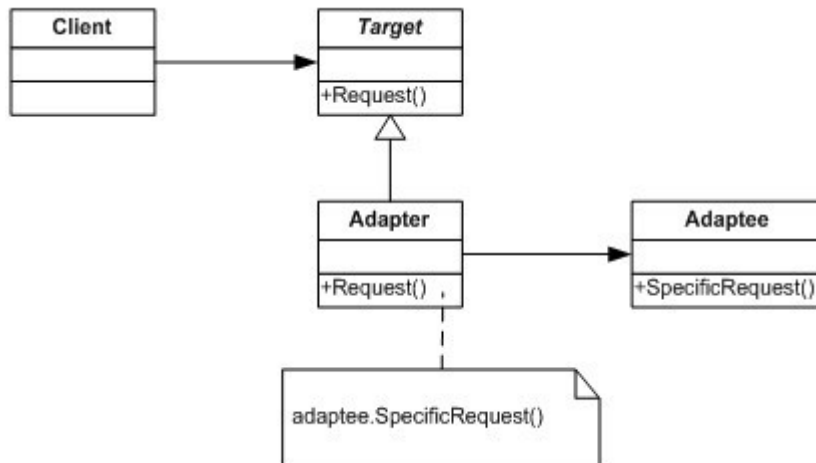 Client
Target
+Request()
Adapter
+Request()
Adaptee
+SpecificRequest()
adaptee.SpecificRequest()